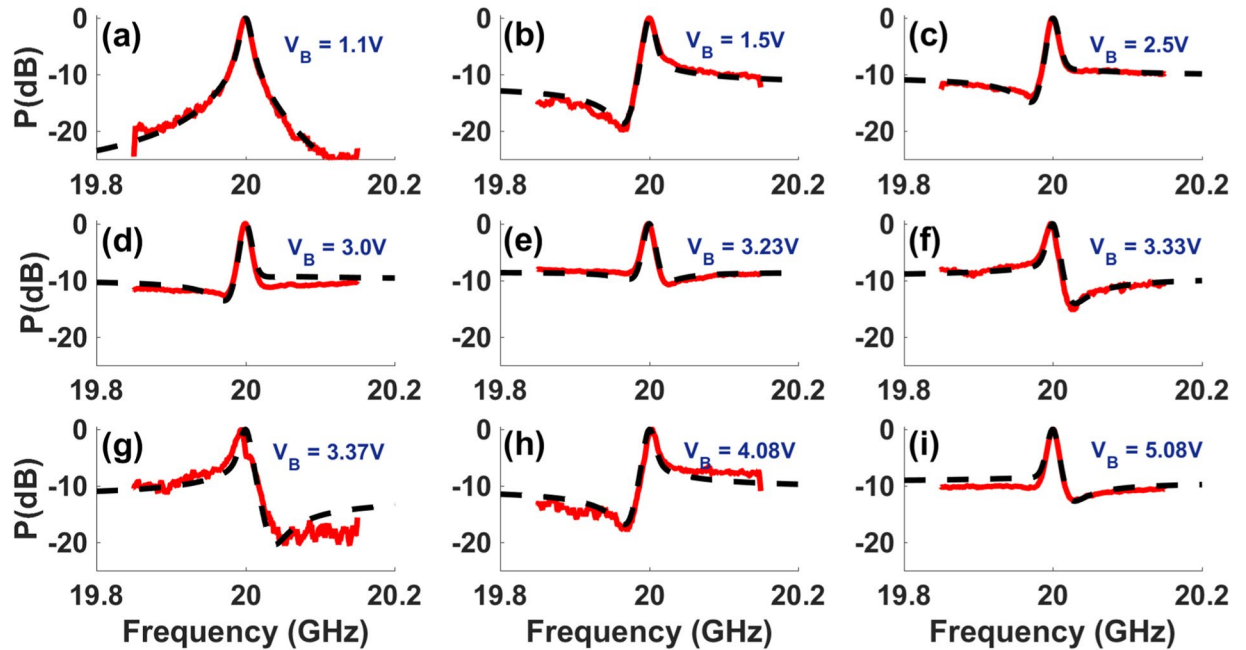 (a) V_B = 1.1V
(b) V_B = 1.5V
(c) V_B = 2.5V
P(dB)
0 0 0
-10 -10 -10
-20 -20 -20
19.8 20 20.2 19.8 20 20.2 19.8 20 20.2
(d) V_B = 3.0V
(e) V_B = 3.23V
(f) V_B = 3.33V
P(dB)
0 0 0
-10 -10 -10
-20 -20 -20
19.8 20 20.2 19.8 20 20.2 19.8 20 20.2
(g) V_B = 3.37V
(h) V_B = 4.08V
(i) V_B = 5.08V
P(dB)
0 0 0
-10 -10 -10
-20 -20 -20
19.8 20 20.2 19.8 20 20.2 19.8 20 20.2
Frequency (GHz) Frequency (GHz) Frequency (GHz)